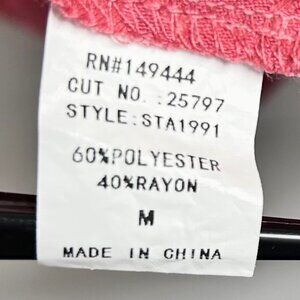 RN#149444
CUT NO. :25797
STYLE:STA1991
60%POLYESTER
40%RAYON
M
MADE IN CHINA